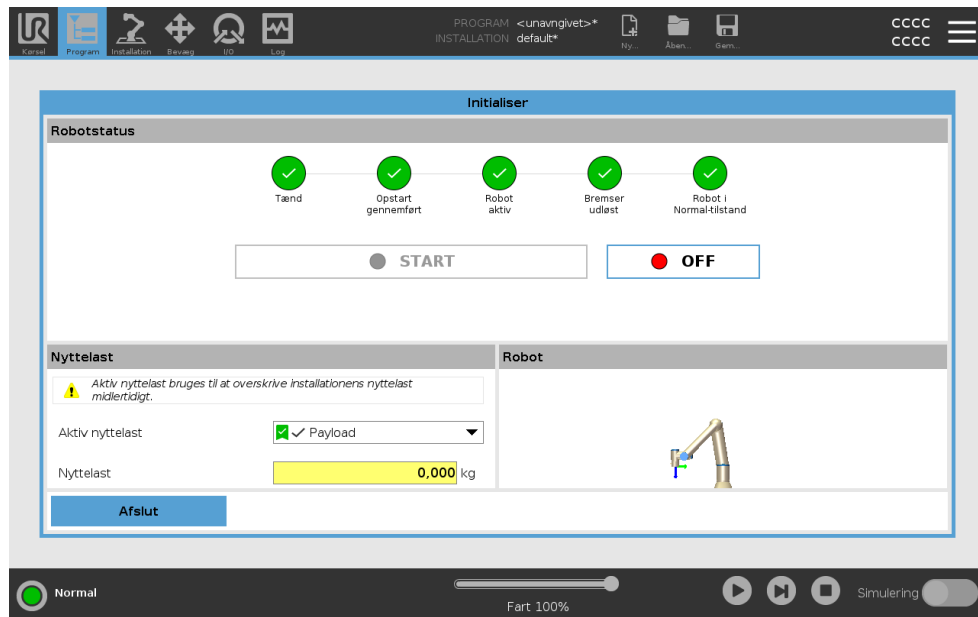 UR
Kørsel
Program
Installation
Bevæg
I/O
Log
PROGRAM <unavngivet>*
INSTALLATION default*
Ny...
Åben...
Gem...
cccc
cccc
Initialiser
Robotstatus
Tænd
Opstart
gennemført
Robot
aktiv
Bremser
udløst
Robot i
Normal-tilstand
START
OFF
Nyttelast
Robot
Aktiv nyttelast bruges til at overskrive installationens nyttelast
midlertidigt.
Aktiv nyttelast
Payload
Nyttelast
0,000 kg
Afslut
Normal
Fart 100%
Simulering